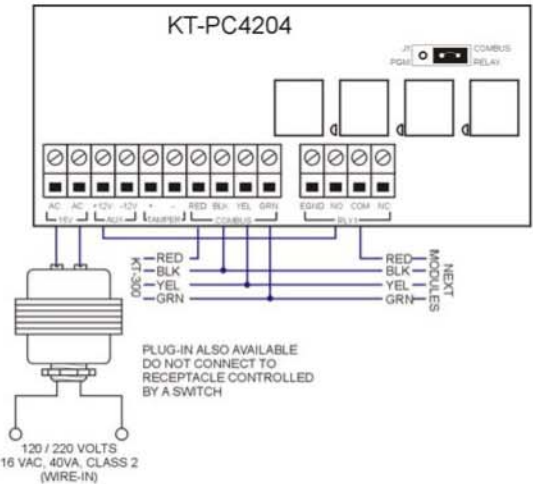 KT-PC4204
J1 COMBUS
PGM RELAY
AC AC +12V- -12V + - RED BLK YEL GRN EGND NO COM NC
16V AUX TAMPER COMBUS RLY1
KT-300
RED
BLK
YEL
GRN
RED
BLK
YEL
GRN
NEXT
MODULES
PLUG-IN ALSO AVAILABLE
DO NOT CONNECT TO
RECEPTACLE CONTROLLED
BY A SWITCH
120 / 220 VOLTS
16 VAC, 40VA, CLASS 2
(WIRE-IN)